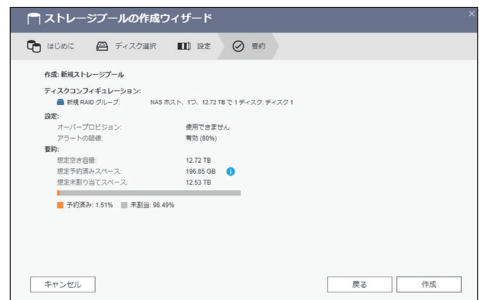 ストレージプールの作成ウィザード
×
はじめに ディスク選択 設定 要約
作成: 新規ストレージプール
ディスクコンフィギュレーション:
新規 RAID グループ: NAS ホスト、1つ、12.72 TB で 1 ディスク: ディスク 1
設定:
オーバープロビジョン: 使用できません
アラートの閾値: 有効 (80%)
要約:
想定空き容量: 12.72 TB
想定予約済みスペース: 196.85 GB
想定未割り当てスペース: 12.53 TB
予約済み: 1.51% 未割当: 98.49%
キャンセル 戻る 作成